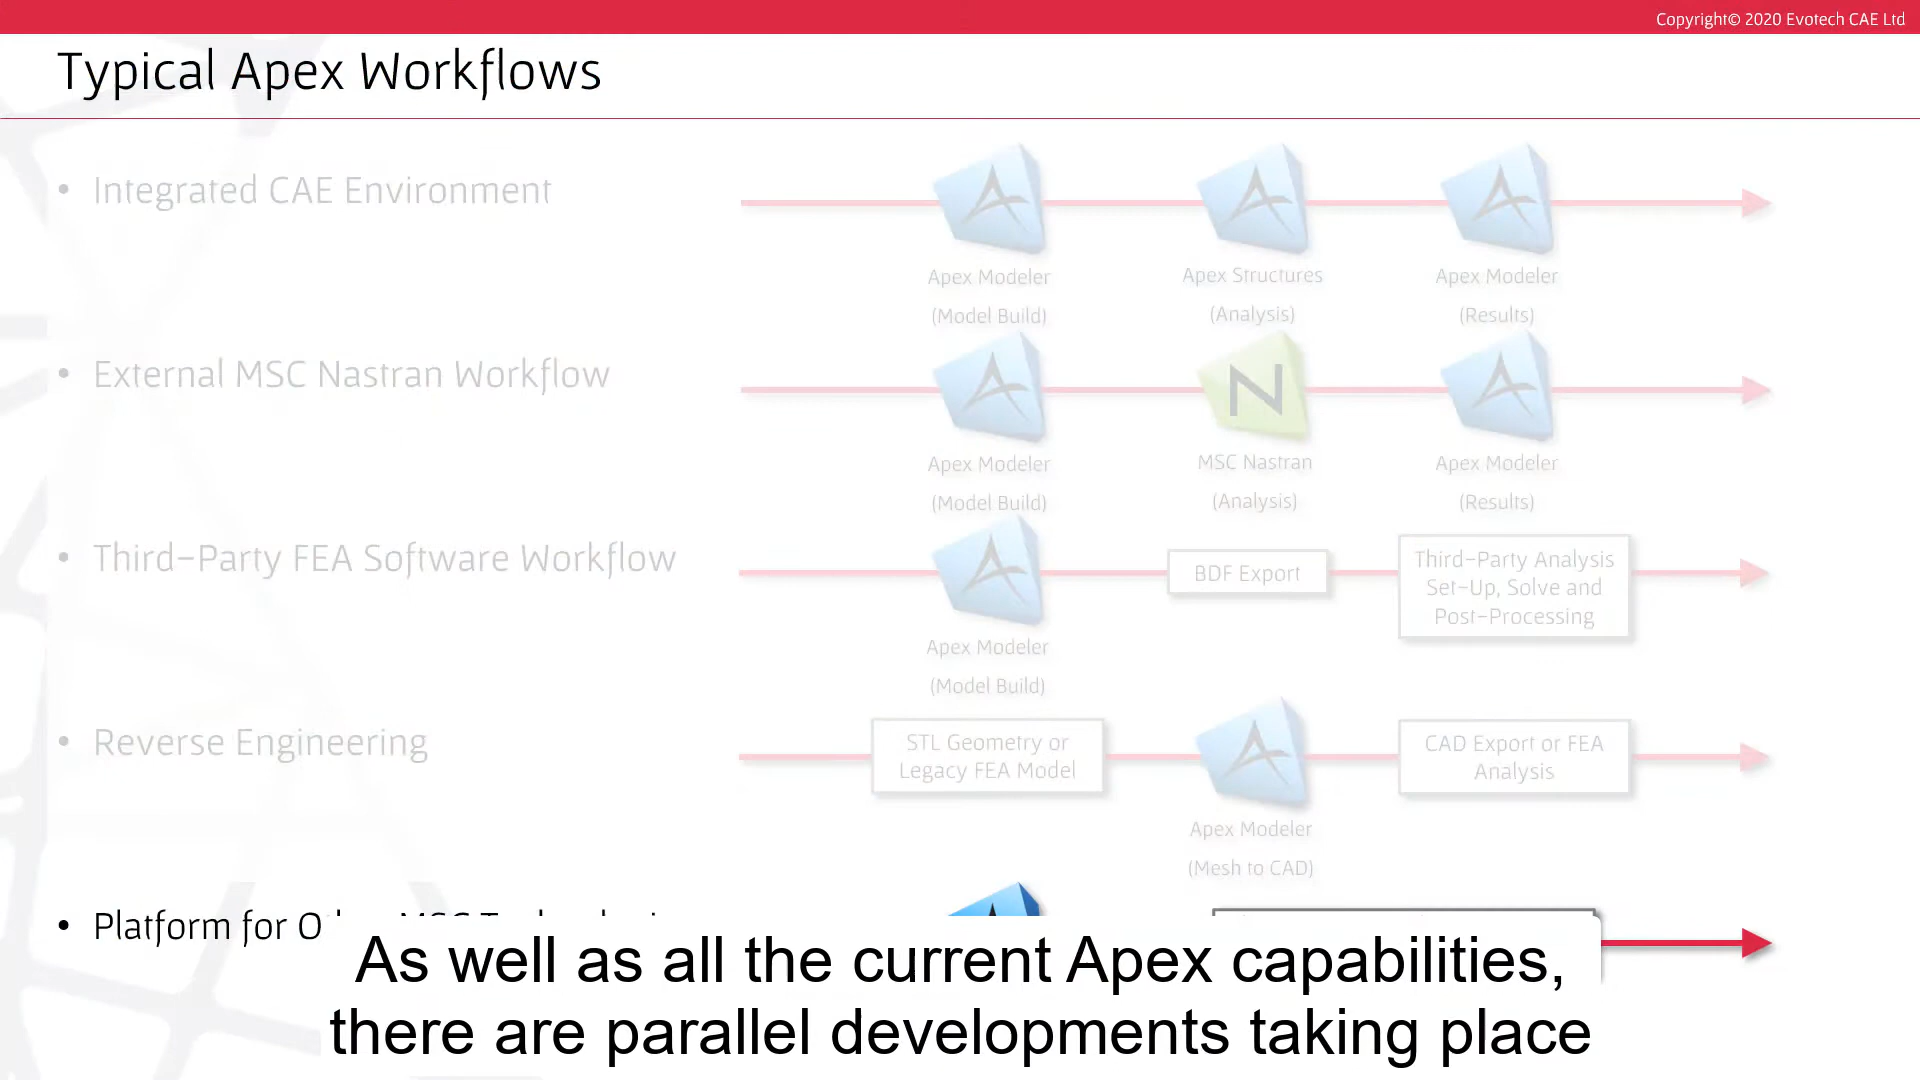 Copyright© 2020 Evotech CAE Ltd
Typical Apex Workflows
• Integrated CAE Environment
Apex Modeler
(Model Build)
Apex Structures
(Analysis)
Apex Modeler
(Results)
• External MSC Nastran Workflow
N
Apex Modeler
(Model Build)
MSC Nastran
(Analysis)
Apex Modeler
(Results)
• Third-Party FEA Software Workflow
Apex Modeler
(Model Build)
BDF Export
Third-Party Analysis
Set-Up, Solve and
Post-Processing
• Reverse Engineering
STL Geometry or
Legacy FEA Model
Apex Modeler
(Mesh to CAD)
CAD Export or FEA
Analysis
• Platform for
As well as all the current Apex capabilities,
there are parallel developments taking place